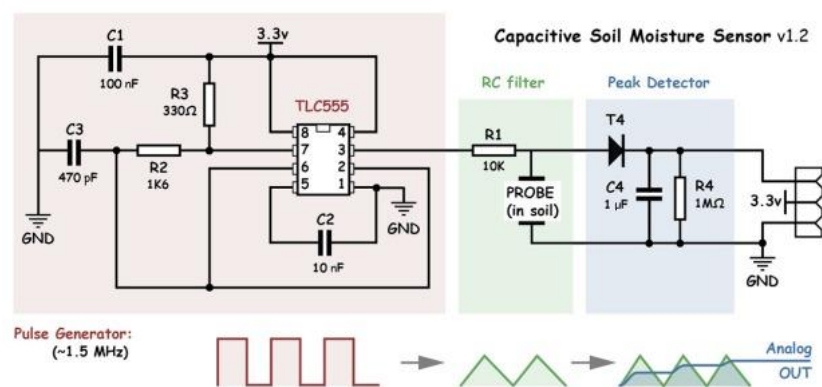 Capacitive Soil Moisture Sensor v1.2
C1
100 nF
3.3v
R3
330Ω
TLC555
C3
470 pF
R2
1K6
8
7
6
5
4
3
2
1
C2
10 nF
GND
GND
RC filter
R1
10K
PROBE
(in soil)
Peak Detector
T4
C4
1 µF
R4
1MΩ
3.3v
GND
Pulse Generator:
(~1.5 MHz)
Analog
OUT